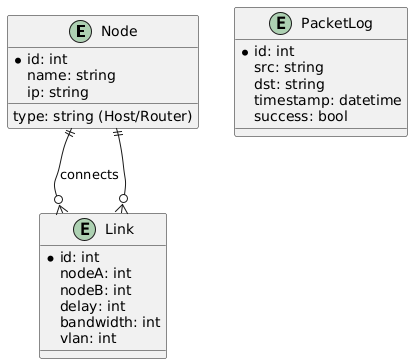 E Node
id: int
name: string
ip: string
type: string (Host/Router)
E PacketLog
id: int
src: string
dst: string
timestamp: datetime
success: bool
connects
E Link
id: int
nodeA: int
nodeB: int
delay: int
bandwidth: int
vlan: int